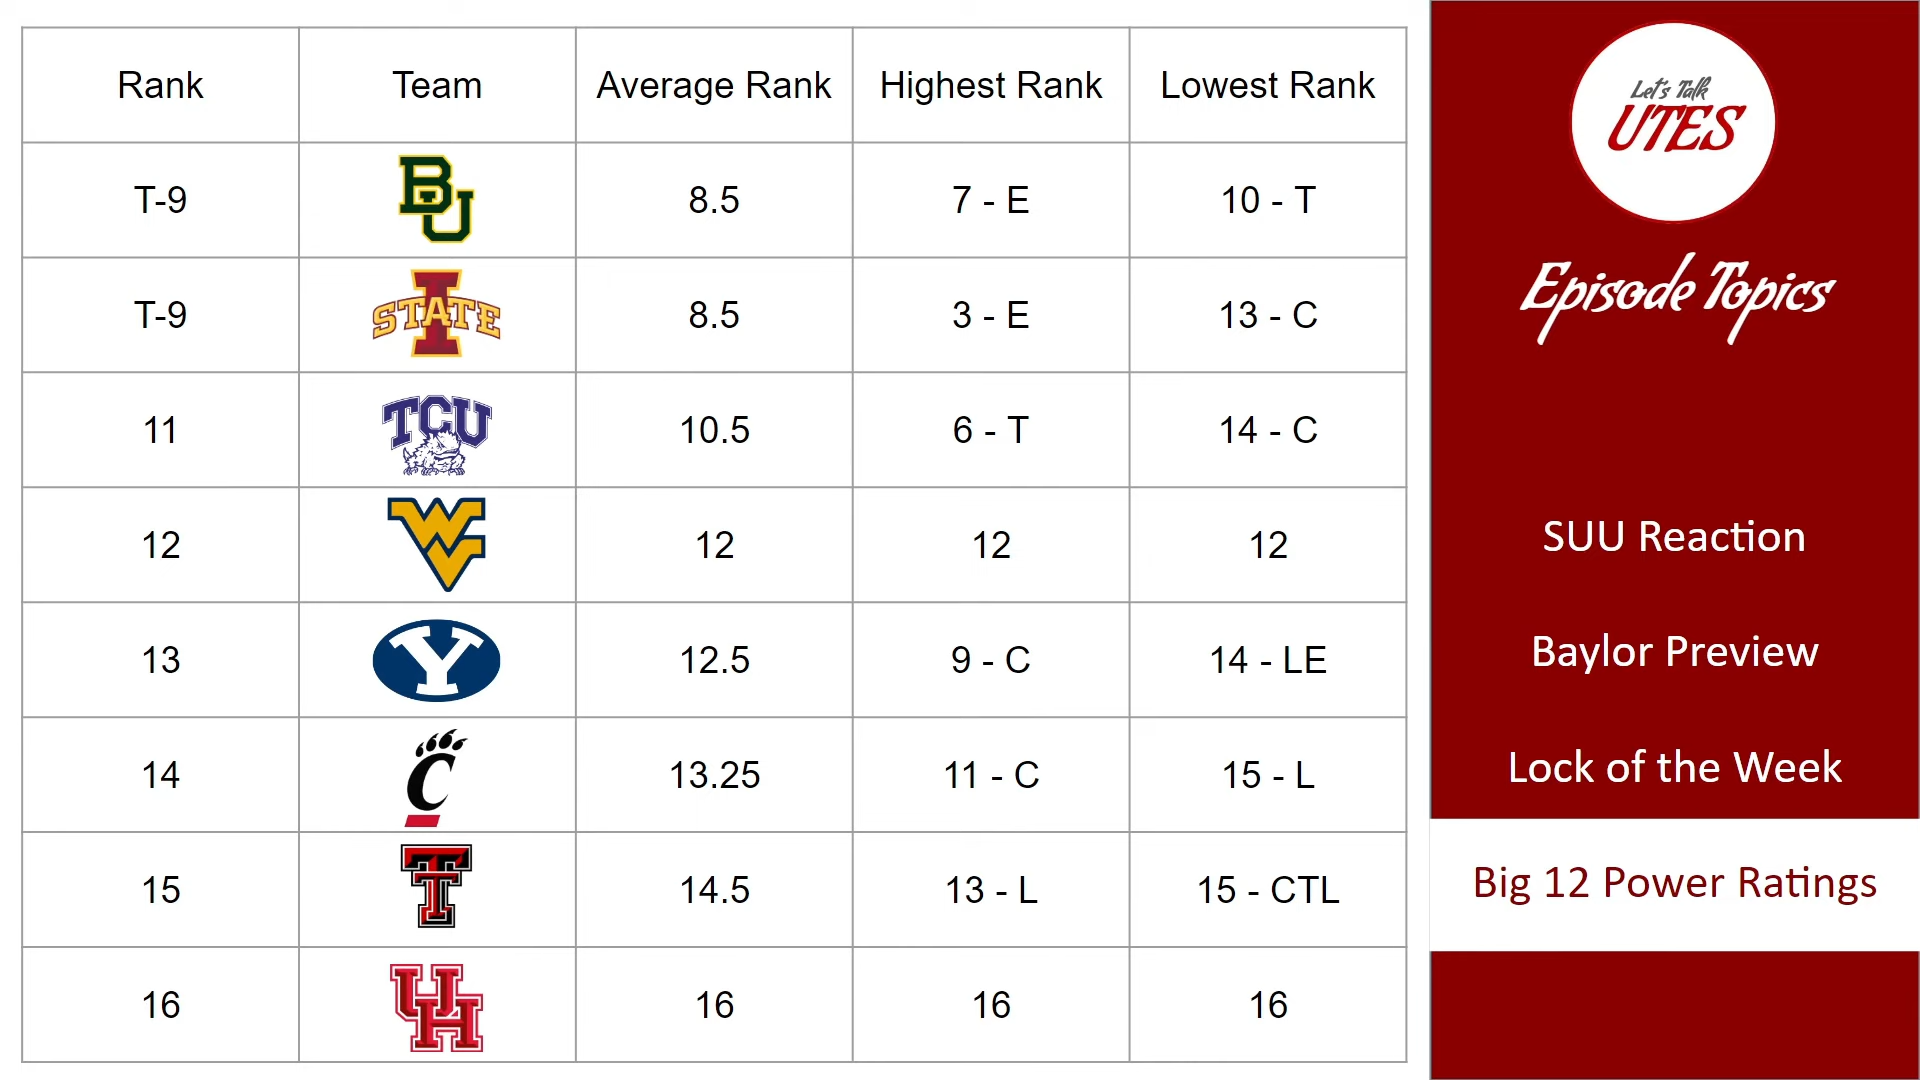 Rank Team Average Rank Highest Rank Lowest Rank
T-9 BU 8.5 7 - E 10 - T
T-9 I STATE 8.5 3 - E 13 - C
11 TCU 10.5 6 - T 14 - C
12 WV 12 12 12
13 Y 12.5 9 - C 14 - LE
14 C 13.25 11 - C 15 - L
15 TT 14.5 13 - L 15 - CTL
16 UH 16 16 16
Let's Talk
UTES
Episode Topics
SUU Reaction
Baylor Preview
Lock of the Week
Big 12 Power Ratings